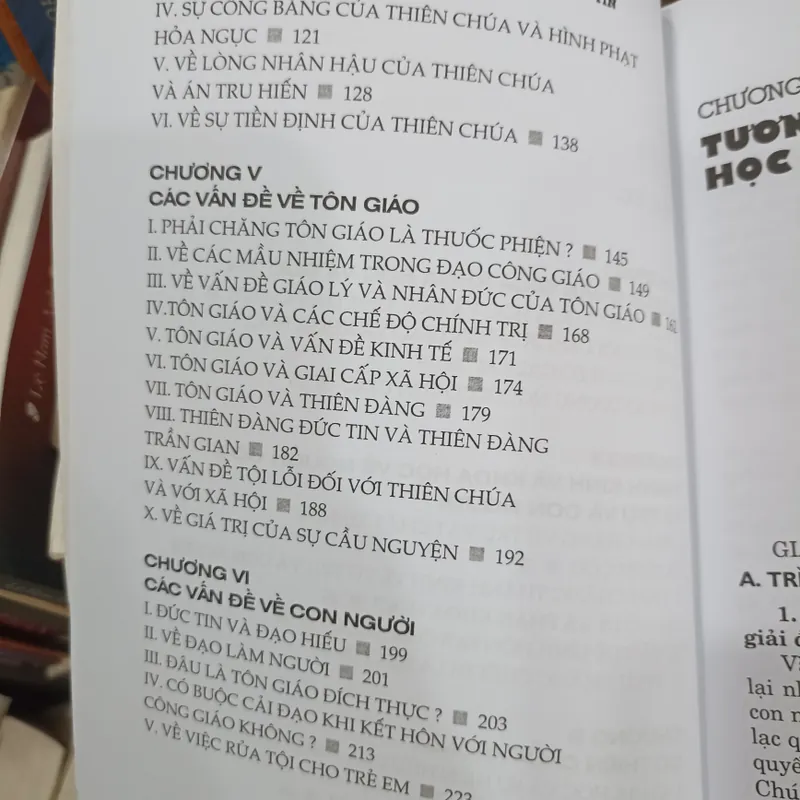 IV. SỰ CÔNG BẰNG CỦA THIÊN CHÚA VÀ HÌNH PHẠT
HỎA NGỤC 121
V. VỀ LÒNG NHÂN HẬU CỦA THIÊN CHÚA
VÀ ÁN TRU HIẾN 128
VI. VỀ SỰ TIỀN ĐỊNH CỦA THIÊN CHÚA 138
CHƯƠNG V
CÁC VẤN ĐỀ VỀ TÔN GIÁO
I. PHẢI CHĂNG TÔN GIÁO LÀ THUỐC PHIỆN ? 145
II. VỀ CÁC MẦU NHIỆM TRONG ĐẠO CÔNG GIÁO 149
III. VỀ VẤN ĐỀ GIÁO LÝ VÀ NHÂN ĐỨC CỦA TÔN GIÁO
IV.TÔN GIÁO VÀ CÁC CHẾ ĐỘ CHÍNH TRỊ 168
V. TÔN GIÁO VÀ VẤN ĐỀ KINH TẾ 171
VI. TÔN GIÁO VÀ GIAI CẤP XÃ HỘI 174
VII. TÔN GIÁO VÀ THIÊN ĐÀNG 179
VIII. THIÊN ĐÀNG ĐỨC TIN VÀ THIÊN ĐÀNG
TRẦN GIAN 182
IX. VẤN ĐỀ TỘI LỖI ĐỐI VỚI THIÊN CHÚA
VÀ VỚI XÃ HỘI 188
X. VỀ GIÁ TRỊ CỦA SỰ CẦU NGUYỆN 192
CHƯƠNG VI
CÁC VẤN ĐỀ VỀ CON NGƯỜI
I. ĐỨC TIN VÀ ĐẠO HIẾU 199
II. VỀ ĐẠO LÀM NGƯỜI 201
III. ĐÂU LÀ TÔN GIÁO ĐÍCH THỰC ? 203
IV. CÓ BUỘC CẢI ĐẠO KHI KẾT HÔN VỚI NGƯỜI
CÔNG GIÁO KHÔNG ? 213
V. VỀ VIỆC RỬA TỘI CHO TRẺ EM 223
CHƯƠNG
HỌC
A.
1.
giải
lại
con
lạc
quyề
Chú